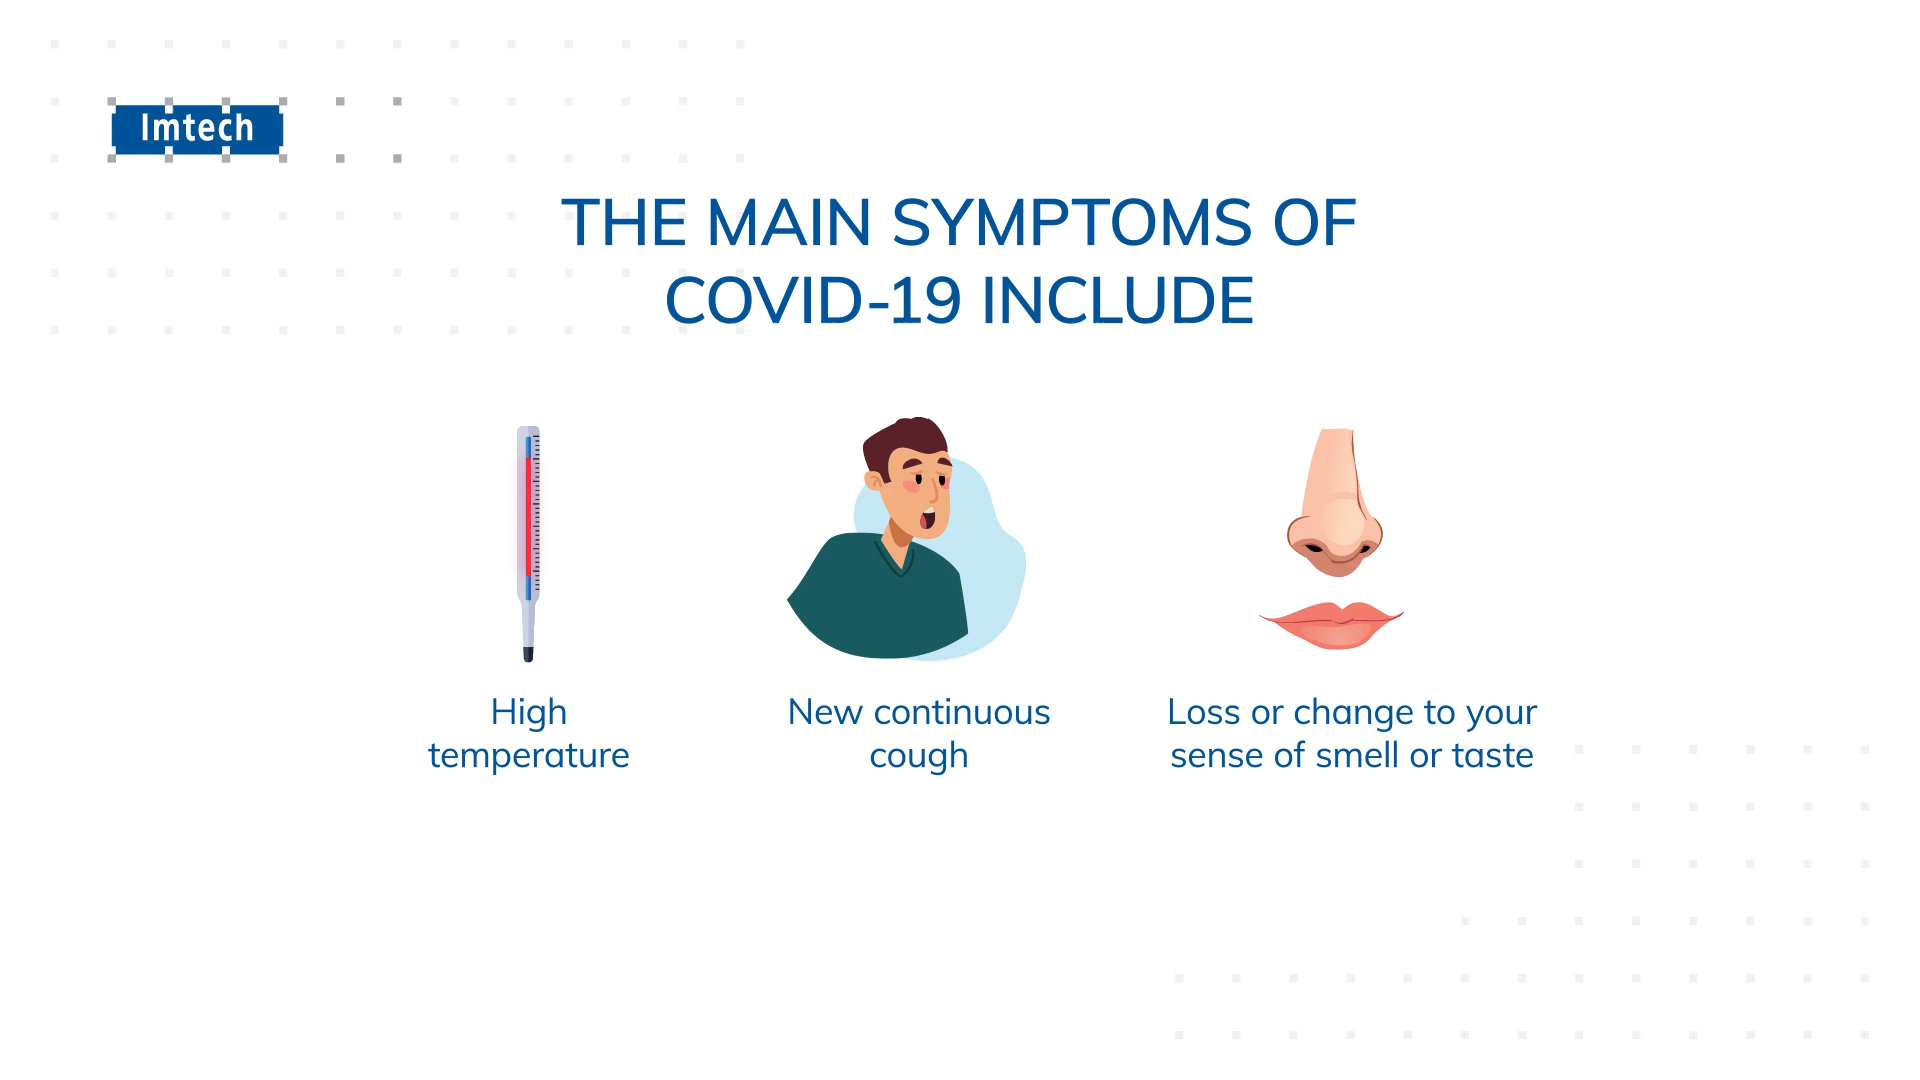 Imtech
THE MAIN SYMPTOMS OF
COVID-19 INCLUDE
High
temperature
New continuous
cough
Loss or change to your
sense of smell or taste